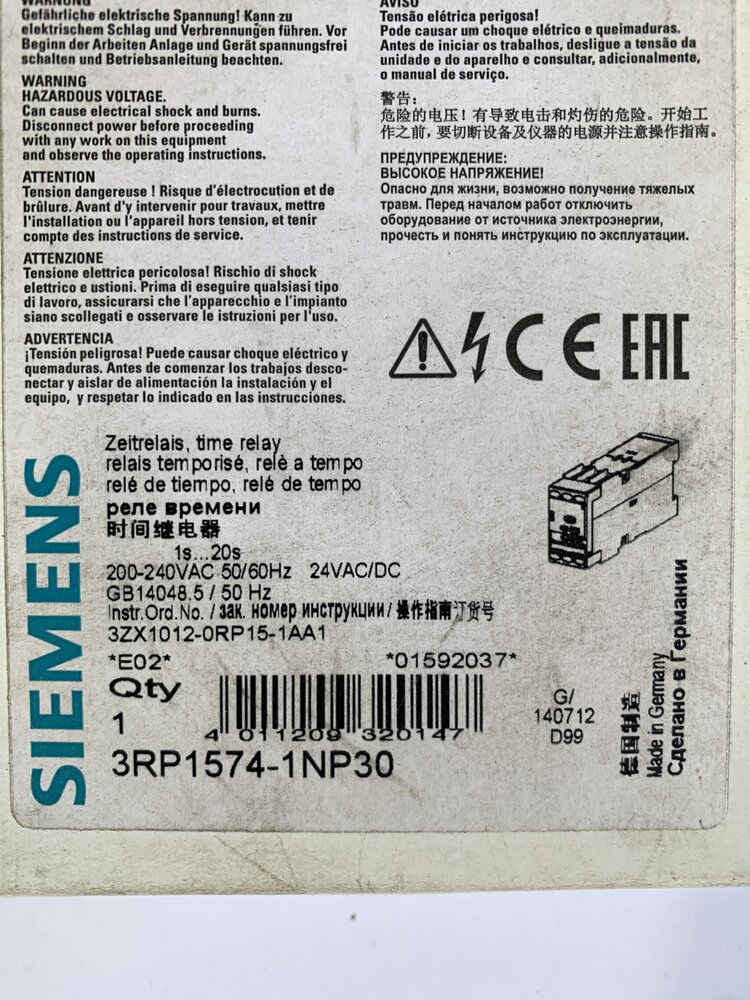 WARNUNG
Gefährliche elektrische Spannung! Kann zu
elektrischem Schlag und Verbrennungen führen. Vor
Beginn der Arbeiten Anlage und Gerät spannungsfrei
schalten und Betriebsanleitung beachten.
WARNING
HAZARDOUS VOLTAGE.
Can cause electrical shock and burns.
Disconnect power before proceeding
with any work on this equipment
and observe the operating instructions.
ATTENTION
Tension dangereuse ! Risque d'électrocution et de
brûlure. Avant d'y intervenir pour travaux, mettre
l'installation ou l'appareil hors tension, et tenir
compte des instructions de service.
ATTENZIONE
Tensione elettrica pericolosa! Rischio di shock
elettrico e ustioni. Prima di eseguire qualsiasi tipo
di lavoro, assicurarsi che l'apparecchio e l'impianto
siano scollegati e osservare le istruzioni per l'uso.
ADVERTENCIA
¡Tensión peligrosa! Puede causar choque eléctrico y
quemaduras. Antes de comenzar los trabajos desco-
nectar y aislar de alimentación la instalación y el
equipo, y respetar lo indicado en las instrucciones.
AVISO
Tensão elétrica perigosa!
Pode causar um choque elétrico e queimaduras.
Antes de iniciar os trabalhos, desligue a tensão da
unidade e do aparelho e consultar, adicionalmente,
o manual de serviço.
警告:
危险的电压！有导致电击和灼伤的危险。开始工
作之前，要切断设备及仪器的电源并注意操作指南。
ПРЕДУПРЕЖДЕНИЕ:
ВЫСОКОЕ НАПРЯЖЕНИЕ!
Опасно для жизни, возможно получение тяжелых
травм. Перед началом работ отключить
оборудование от источника электроэнергии,
прочесть и понять инструкцию по эксплуатации.
CE EAC
SIEMENS
Zeitrelais, time relay
relais temporisé, relè a tempo
relé de tiempo, relé de tempo
реле времени
时间继电器
1s...20s
200-240VAC 50/60Hz 24VAC/DC
GB14048.5 / 50 Hz
Instr.Ord.No. / зак. номер инструкции / 操作指南订货号
3ZX1012-0RP15-1AA1
*E02* *01592037*
Qty
1
4 011209 320147
3RP1574-1NP30
G/
140712
D99
德国制造
Made in Germany
Сделано в Германии